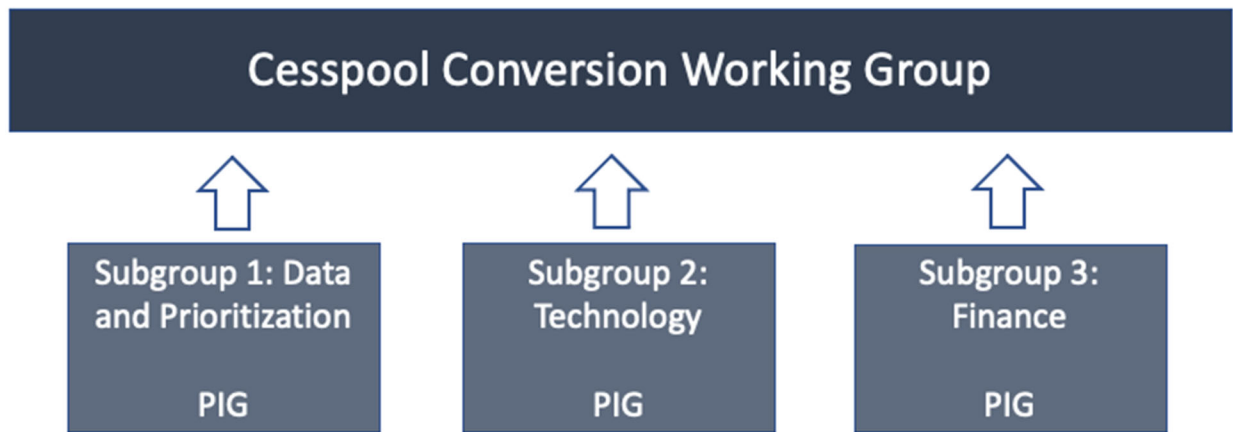 Cesspool Conversion Working Group
Subgroup 1: Data
and Prioritization
PIG
Subgroup 2:
Technology
PIG
Subgroup 3:
Finance
PIG